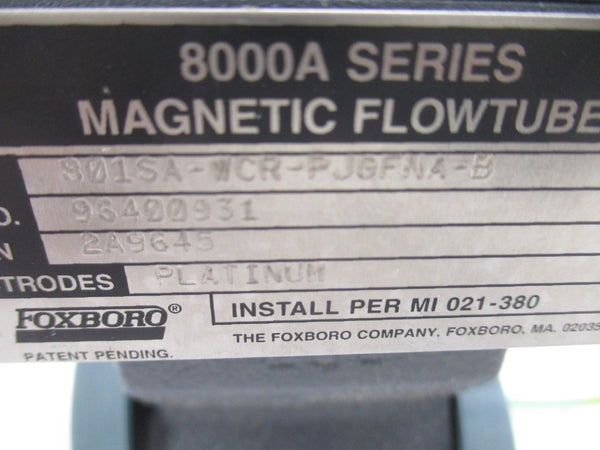 8000A SERIES
MAGNETIC FLOWTUBE
801SA-WCR-PJGFNA-B
O. 96400931
N 2A9645
TRODES PLATINUM
FOXBORO® INSTALL PER MI 021-380
THE FOXBORO COMPANY, FOXBORO, MA. 02035
PATENT PENDING.